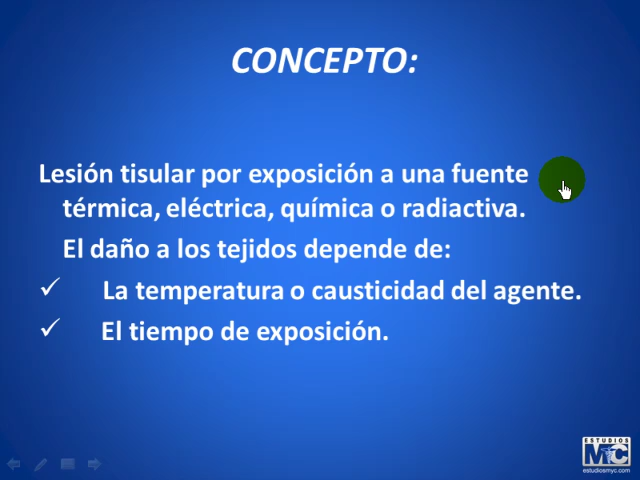 CONCEPTO:
Lesión tisular por exposición a una fuente
térmica, eléctrica, química o radiactiva.
El daño a los tejidos depende de:
✓ La temperatura o causticidad del agente.
✓ El tiempo de exposición.
ESTUDIOS
MyC
estudiosmyc.com